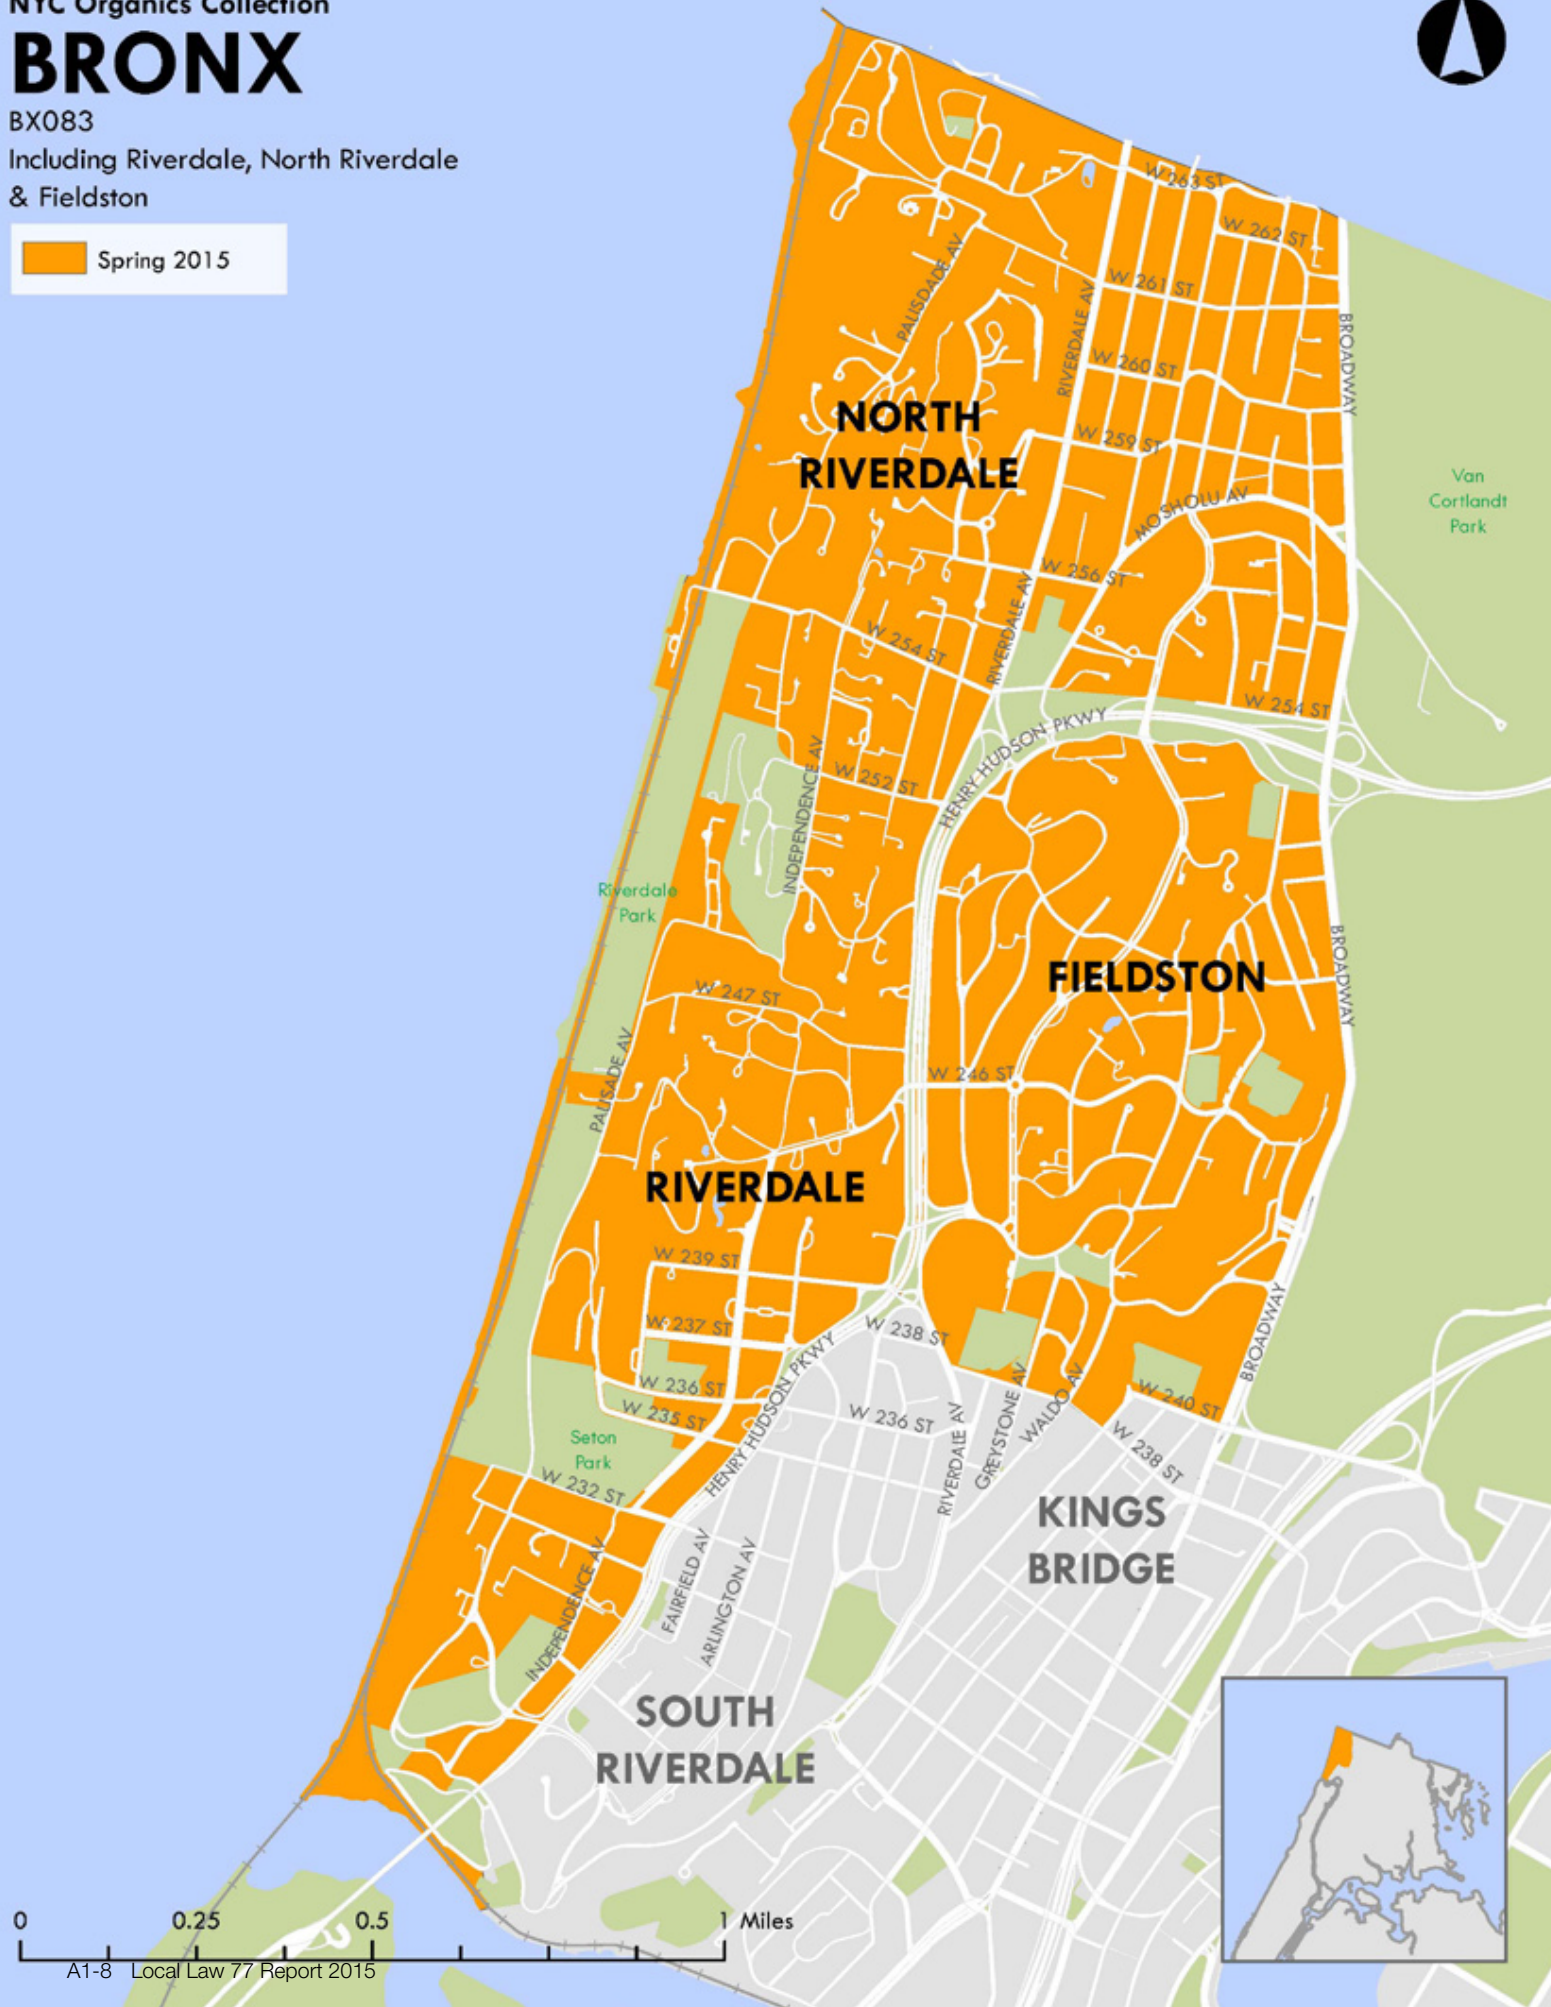 NYC Organics Collection
BRONX
BX083
Including Riverdale, North Riverdale
& Fieldston
Spring 2015
W 263 ST
W 262 ST
PALISDADE AV
W 261 ST
RIVERDALE AV
BROADWAY
W 260 ST
NORTH
RIVERDALE
W 259 ST
Van
Cortlandt
Park
MOSHOLU AV
W 256 ST
RIVERDALE AV
W 254 ST
W 254 ST
HENRY HUDSON PKWY
INDEPENDENCE AV
W 252 ST
Riverdale
Park
BROADWAY
FIELDSTON
W 247 ST
PALISADE AV
W 246 ST
RIVERDALE
W 239 ST
W 237 ST
W 238 ST
BROADWAY
HENRY HUDSON PKWY
W 236 ST
W 235 ST
W 236 ST
RIVERDALE AV
GREYSTONE AV
WALDO AV
W 240 ST
W 238 ST
Seton
Park
W 232 ST
KINGS
BRIDGE
INDEPENDENCE AV
FAIRFIELD AV
ARLINGTON AV
SOUTH
RIVERDALE
0 0.25 0.5 1 Miles
A1-8 Local Law 77 Report 2015